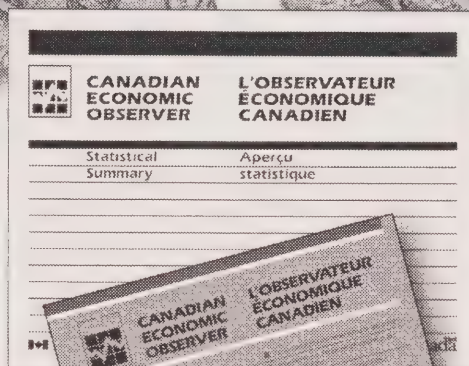 CANADIAN L'OBSERVATEUR
ECONOMIC ÉCONOMIQUE
OBSERVER CANADIEN
Statistical Aperçu
Summary statistique
CANADIAN L'OBSERVATEUR
ECONOMIC ÉCONOMIQUE
OBSERVER CANADIEN